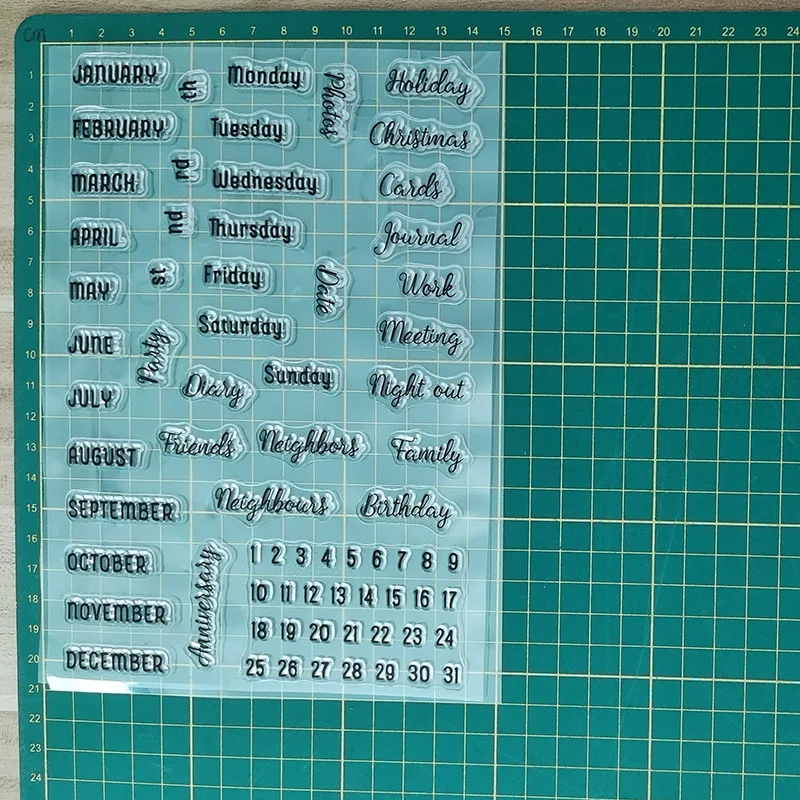 cm
1 2 3 4 5 6 7 8 9 10 11 12 13 14 15 16 17 18 19 20 21 22 23 24
1
2
3
4
5
6
7
8
9
10
11
12
13
14
15
16
17
18
19
20
21
22
23
24
JANUARY
FEBRUARY
MARCH
APRIL
MAY
JUNE
JULY
AUGUST
SEPTEMBER
OCTOBER
NOVEMBER
DECEMBER
th
rd
nd
st
Party
Monday
Tuesday
Wednesday
Thursday
Friday
Saturday
Sunday
Photos
Date
Diary
Holiday
Christmas
Cards
Journal
Work
Meeting
Night out
Friends
Neighbors
Family
Neighbours
Birthday
Anniversary
1 2 3 4 5 6 7 8 9
10 11 12 13 14 15 16 17
18 19 20 21 22 23 24
25 26 27 28 29 30 31